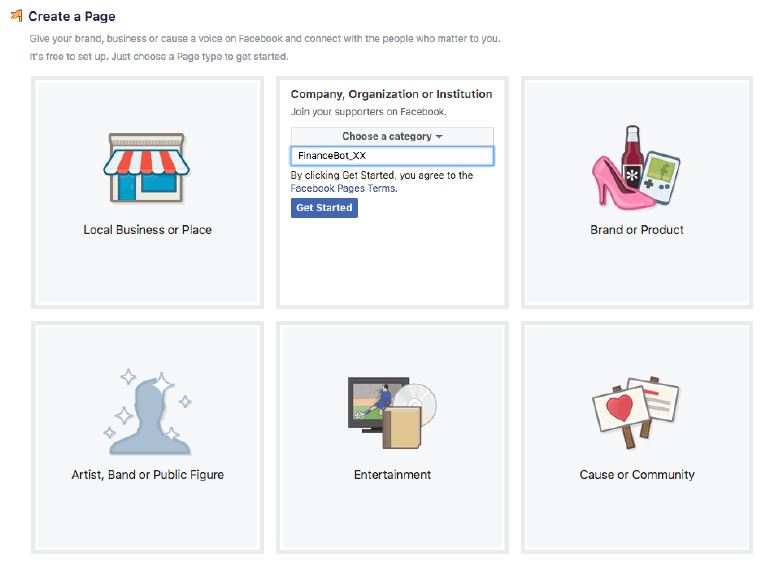 Create a Page
Give your brand, business or cause a voice on Facebook and connect with the people who matter to you.
It's free to set up. Just choose a Page type to get started.
Local Business or Place
Company, Organization or Institution
Join your supporters on Facebook.
Choose a category
FinanceBot_XX
By clicking Get Started, you agree to the
Facebook Pages Terms.
Get Started
Brand or Product
Artist, Band or Public Figure
Entertainment
Cause or Community